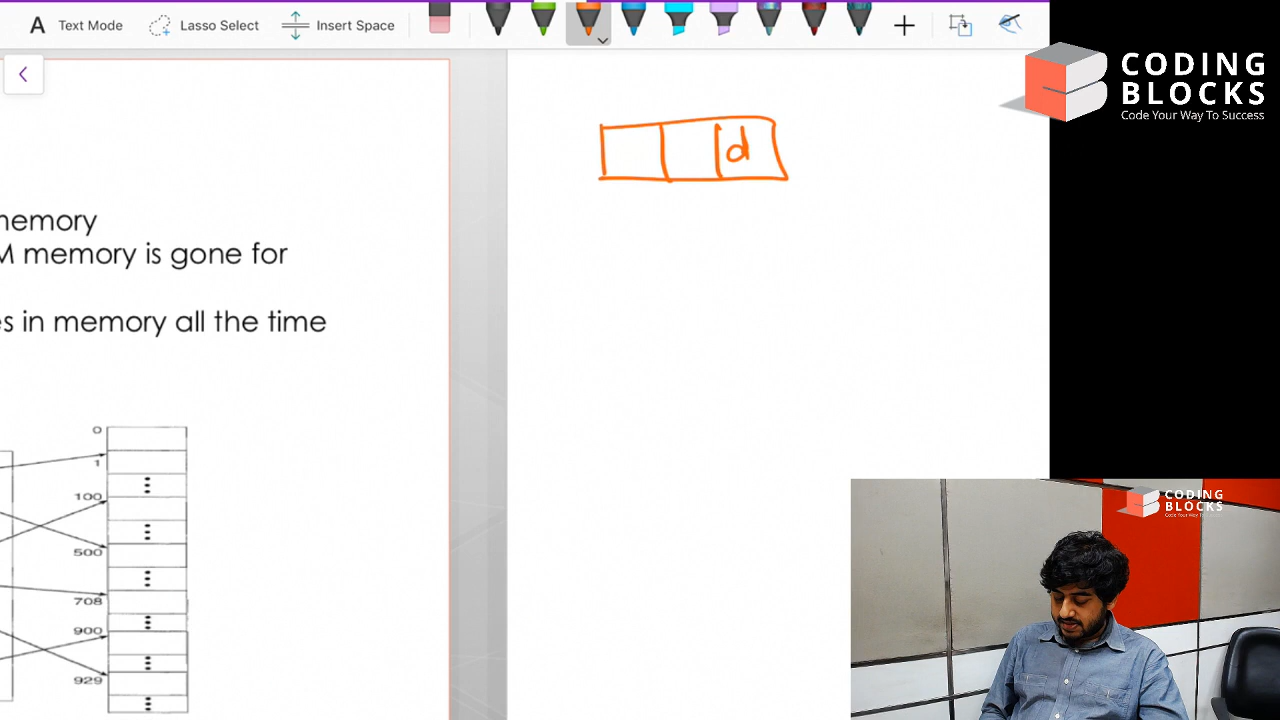 A Text Mode Lasso Select Insert Space
CODING
BLOCKS
Code Your Way To Success
d
memory
M memory is gone for
es in memory all the time
0
1
100
500
708
900
929
CODING
BLOCKS